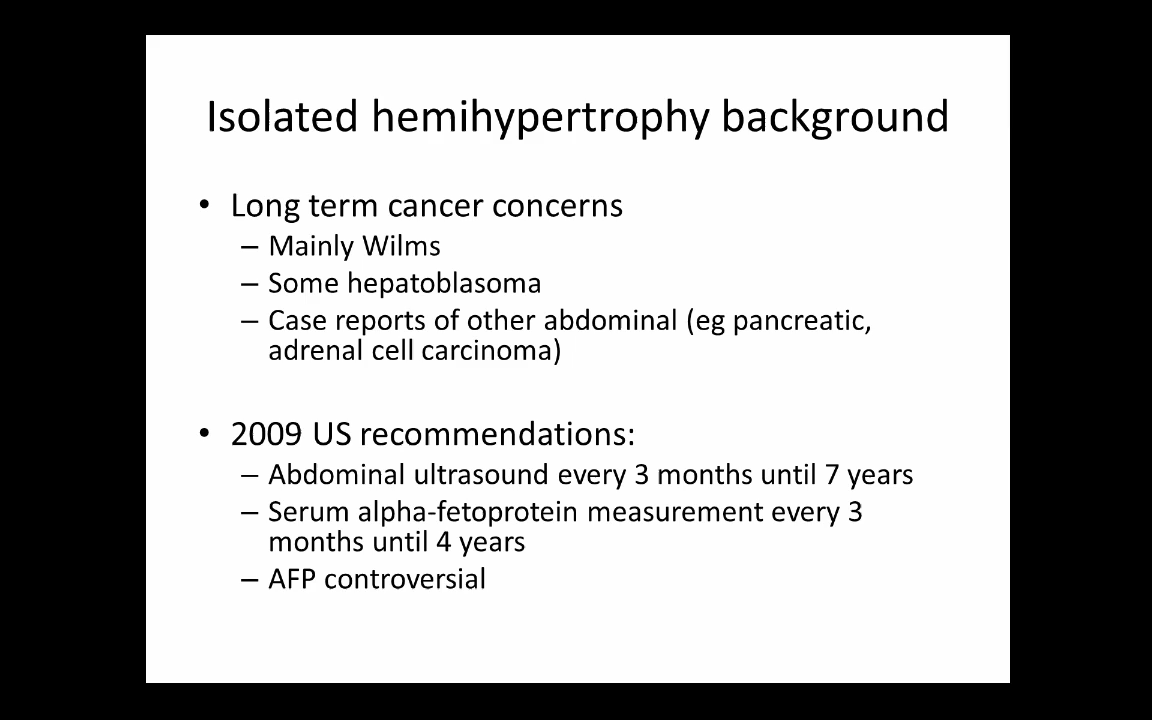 Isolated hemihypertrophy background
• Long term cancer concerns
– Mainly Wilms
– Some hepatoblasoma
– Case reports of other abdominal (eg pancreatic,
adrenal cell carcinoma)
• 2009 US recommendations:
– Abdominal ultrasound every 3 months until 7 years
– Serum alpha-fetoprotein measurement every 3
months until 4 years
– AFP controversial